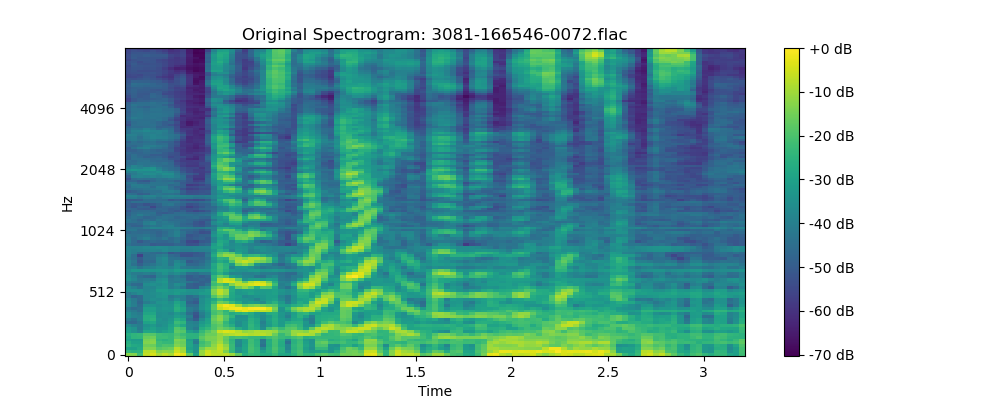 Original Spectrogram: 3081-166546-0072.flac
Hz
4096
2048
1024
512
0
0 0.5 1 1.5 2 2.5 3
Time
+0 dB
-10 dB
-20 dB
-30 dB
-40 dB
-50 dB
-60 dB
-70 dB